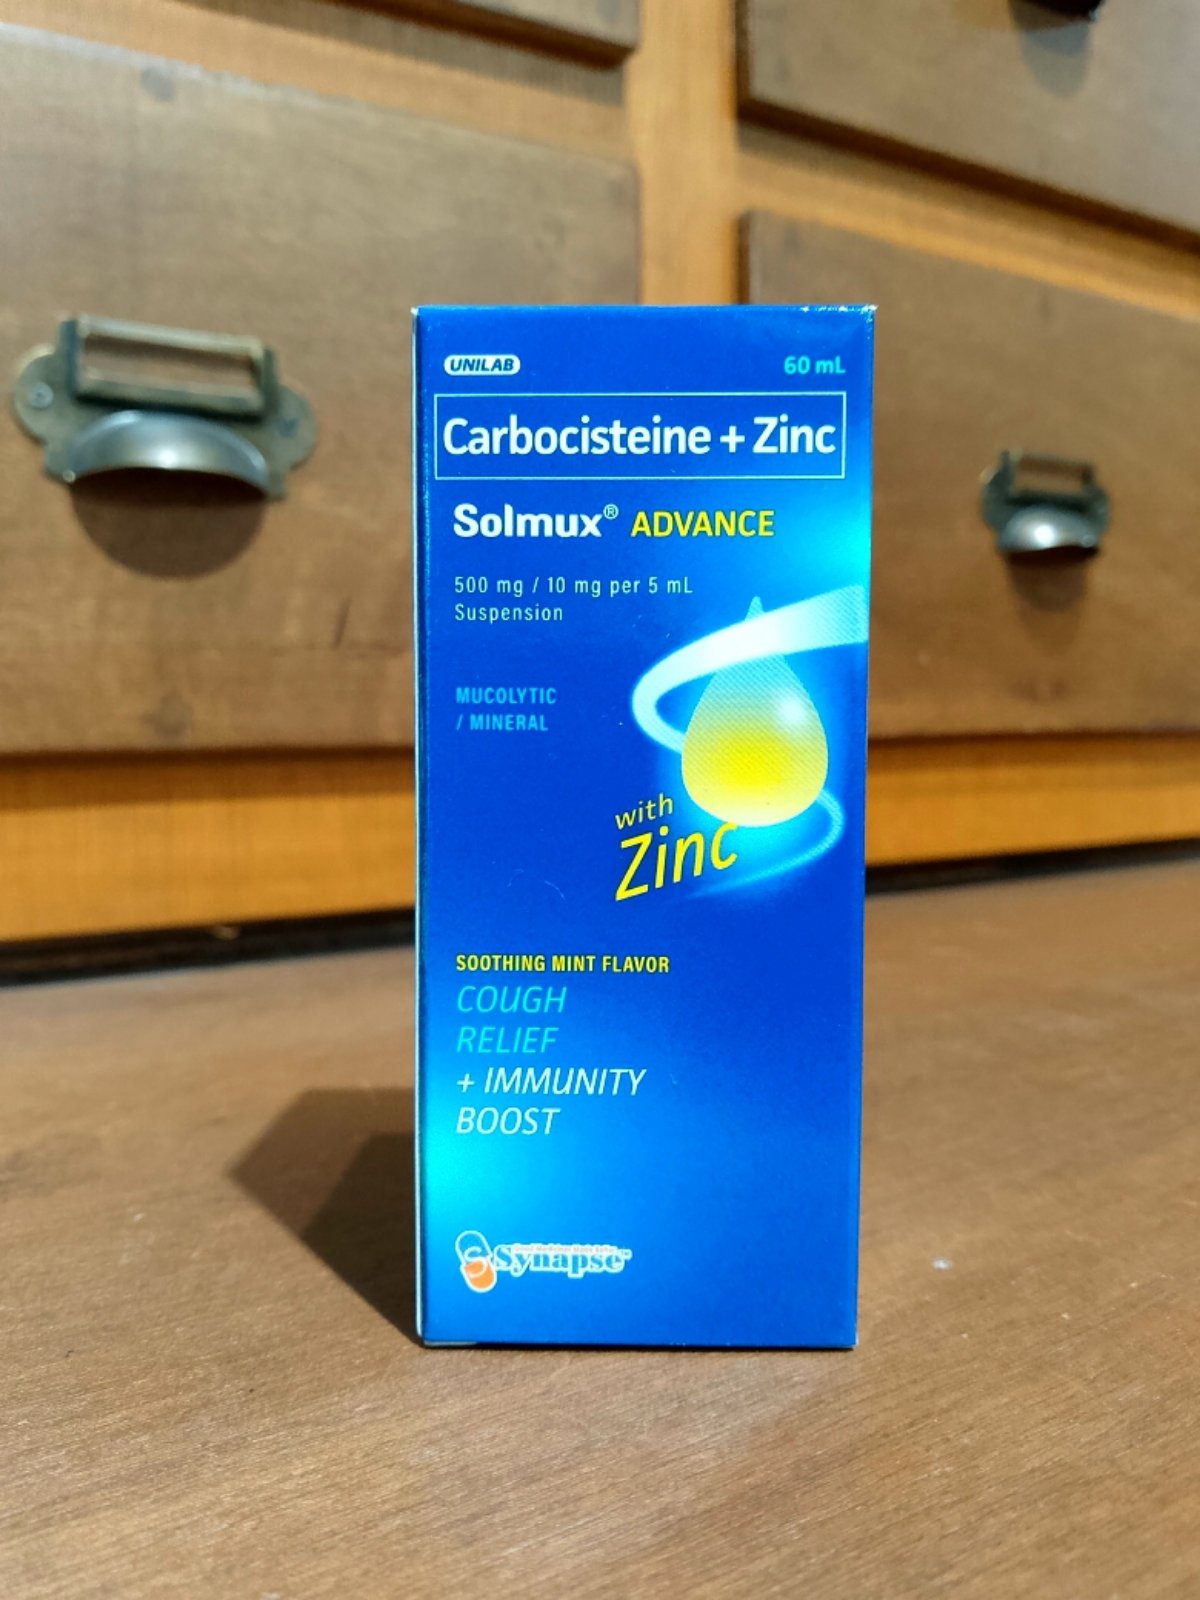 UNILAB
60 mL
Carbocisteine + Zinc
Solmux® ADVANCE
500 mg / 10 mg per 5 mL
Suspension
MUCOLYTIC
/ MINERAL
with
Zinc
SOOTHING MINT FLAVOR
COUGH
RELIEF
+ IMMUNITY
BOOST
Synapse™